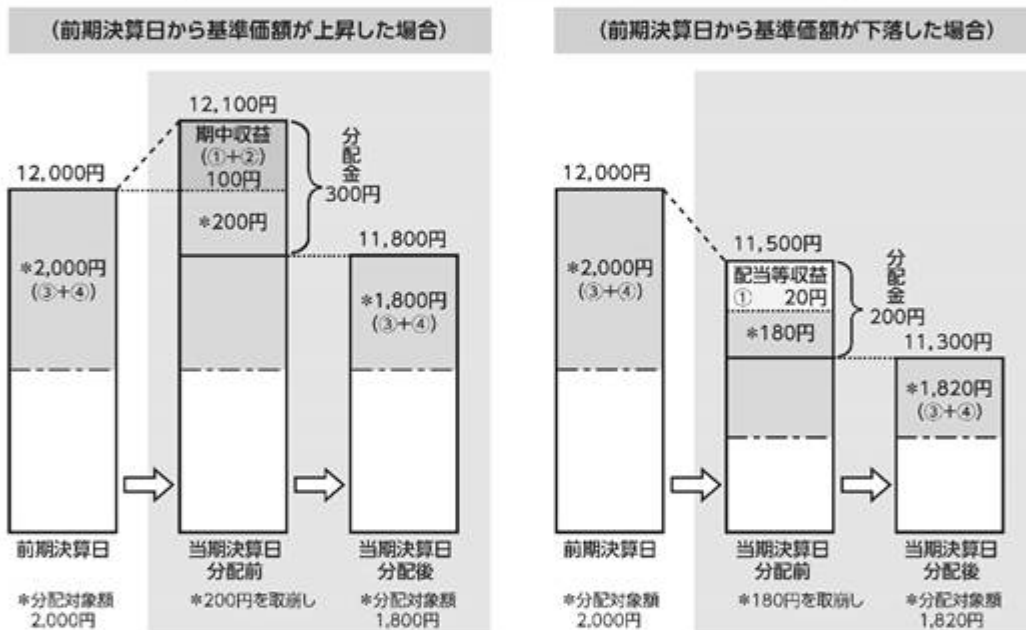 (前期決算日から基準価額が上昇した場合)
12,100円
期中収益
(①+②)
100円
分配金
300円
12,000円
*200円
11,800円
*2,000円
(③+④)
*1,800円
(③+④)
前期決算日
当期決算日
分配前
当期決算日
分配後
*分配対象額
2,000円
*200円を取崩し
*分配対象額
1,800円
(前期決算日から基準価額が下落した場合)
12,000円
11,500円
配当等収益
① 20円
分配金
200円
*2,000円
(③+④)
*180円
11,300円
*1,820円
(③+④)
前期決算日
当期決算日
分配前
当期決算日
分配後
*分配対象額
2,000円
*180円を取崩し
*分配対象額
1,820円